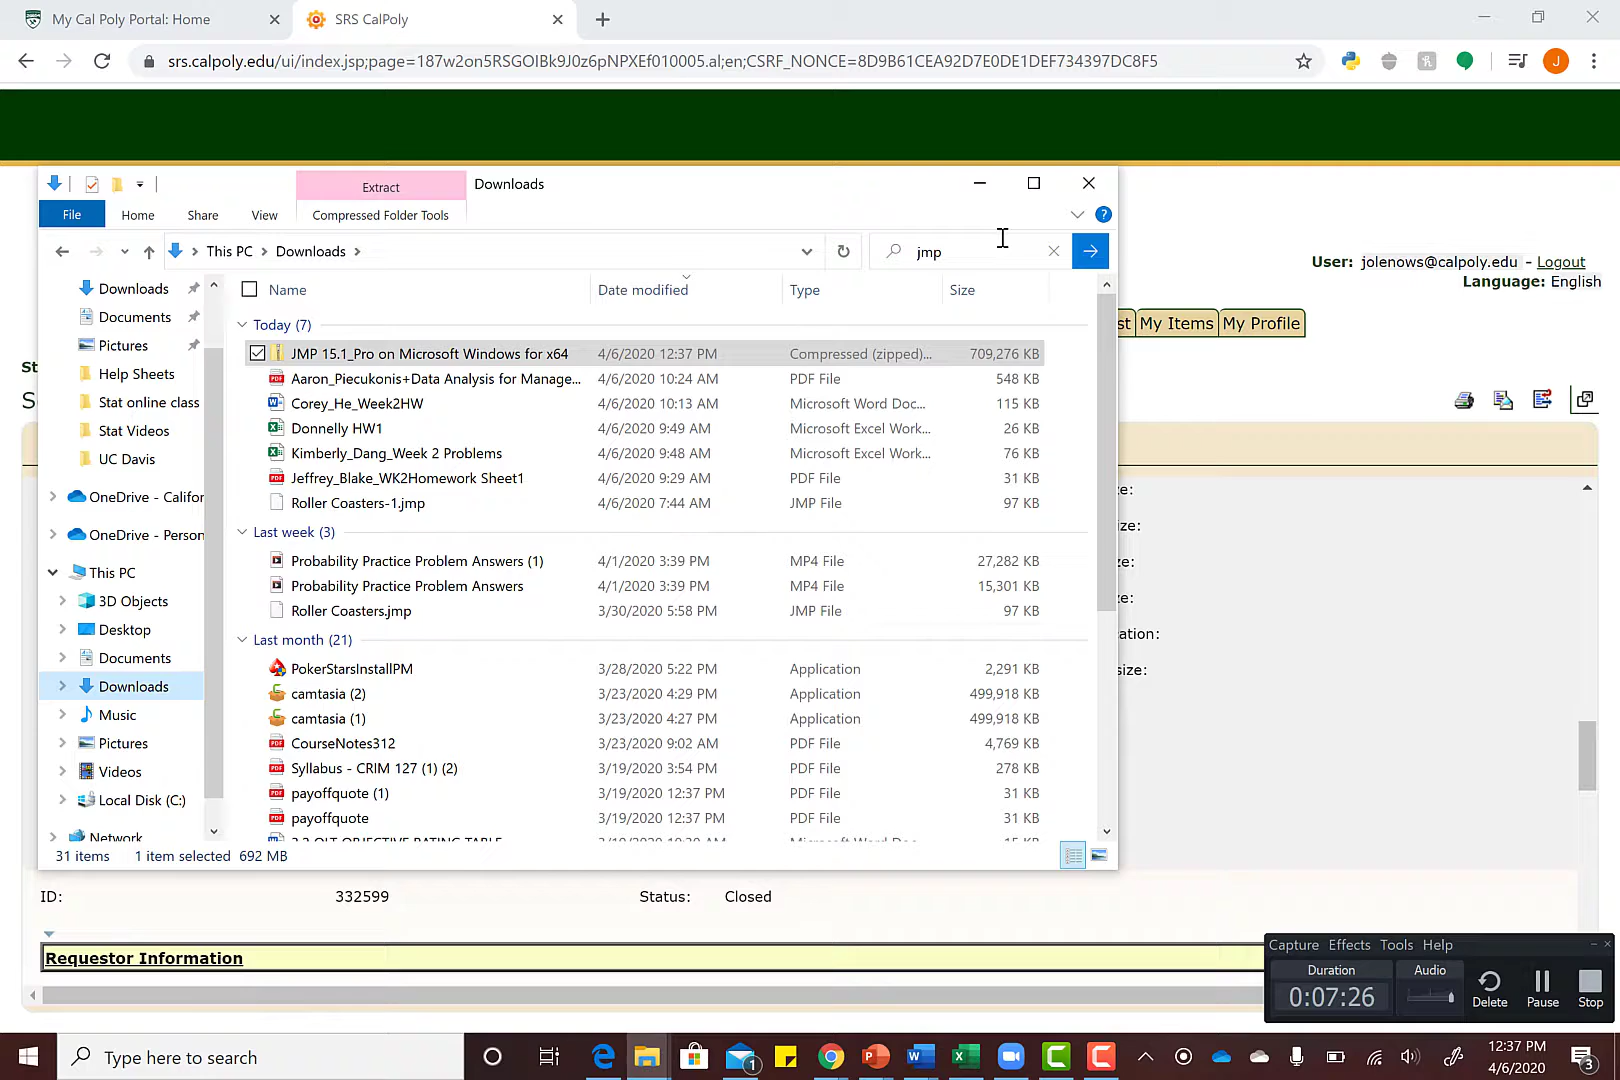 My Cal Poly Portal: Home
SRS CalPoly
srs.calpoly.edu/ui/index.jsp;page=187w2on5RSGOIBk9J0z6pNPXEf010005.al;en;CSRF_NONCE=8D9B61CEA92D7E0DE1DEF734397DC8F5
J
Extract
Downloads
File
Home
Share
View
Compressed Folder Tools
This PC > Downloads >
jmp
User: jolenows@calpoly.edu - Logout
Language: English
st My Items My Profile
Downloads
Documents
Pictures
Help Sheets
Stat online class
Stat Videos
UC Davis
OneDrive - Califor
OneDrive - Person
This PC
3D Objects
Desktop
Documents
Downloads
Music
Pictures
Videos
Local Disk (C:)
Network
Name Date modified Type Size
Today (7)
JMP 15.1_Pro on Microsoft Windows for x64 4/6/2020 12:37 PM Compressed (zipped)... 709,276 KB
Aaron_Piecukonis+Data Analysis for Manage... 4/6/2020 10:24 AM PDF File 548 KB
Corey_He_Week2HW 4/6/2020 10:13 AM Microsoft Word Doc... 115 KB
Donnelly HW1 4/6/2020 9:49 AM Microsoft Excel Work... 26 KB
Kimberly_Dang_Week 2 Problems 4/6/2020 9:48 AM Microsoft Excel Work... 76 KB
Jeffrey_Blake_WK2Homework Sheet1 4/6/2020 9:29 AM PDF File 31 KB
Roller Coasters-1.jmp 4/6/2020 7:44 AM JMP File 97 KB
Last week (3)
Probability Practice Problem Answers (1) 4/1/2020 3:39 PM MP4 File 27,282 KB
Probability Practice Problem Answers 4/1/2020 3:39 PM MP4 File 15,301 KB
Roller Coasters.jmp 3/30/2020 5:58 PM JMP File 97 KB
Last month (21)
PokerStarsInstallPM 3/28/2020 5:22 PM Application 2,291 KB
camtasia (2) 3/23/2020 4:29 PM Application 499,918 KB
camtasia (1) 3/23/2020 4:27 PM Application 499,918 KB
CourseNotes312 3/23/2020 9:02 AM PDF File 4,769 KB
Syllabus - CRIM 127 (1) (2) 3/19/2020 3:54 PM PDF File 278 KB
payoffquote (1) 3/19/2020 12:37 PM PDF File 31 KB
payoffquote 3/19/2020 12:37 PM PDF File 31 KB
31 items 1 item selected 692 MB
St
S
ze:
ize:
e:
e:
ation:
size:
ID: 332599 Status: Closed
Requestor Information
Capture Effects Tools Help
Duration Audio
0:07:26
Delete Pause Stop
Type here to search
1
12:37 PM
4/6/2020
3